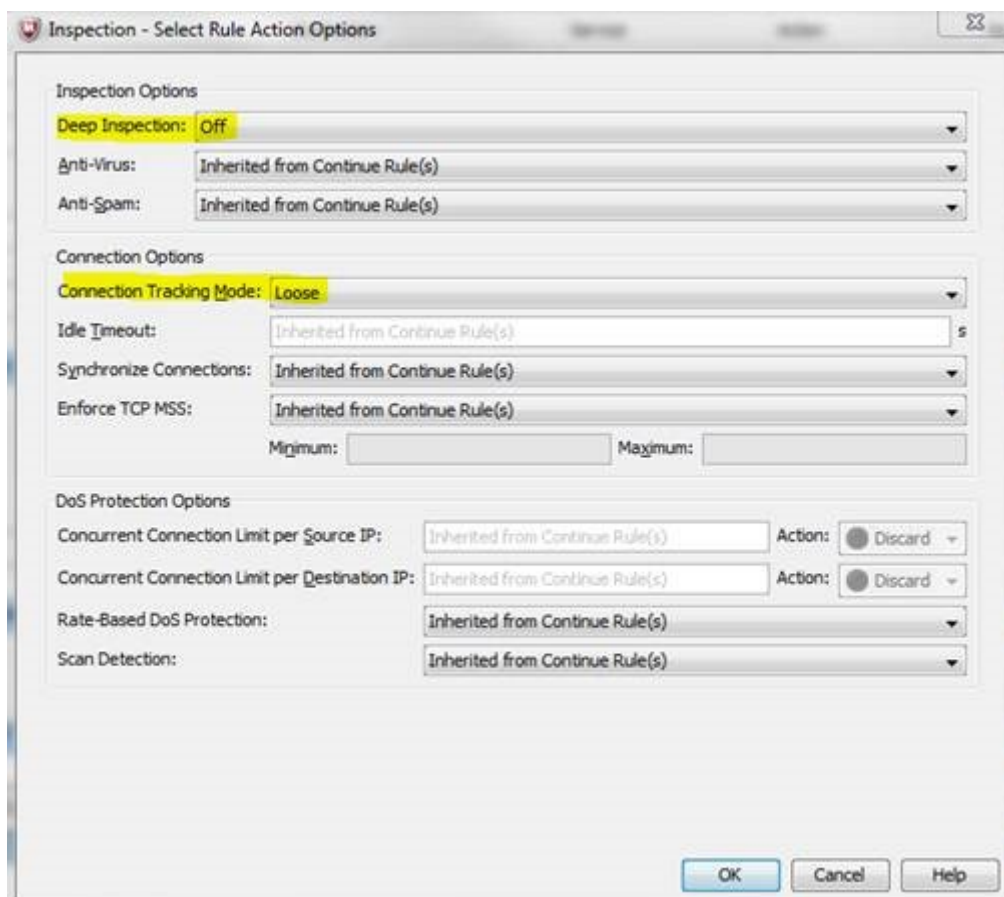 Inspection - Select Rule Action Options
Inspection Options
Deep Inspection: Off
Anti-Virus: Inherited from Continue Rule(s)
Anti-Spam: Inherited from Continue Rule(s)
Connection Options
Connection Tracking Mode: Loose
Idle Timeout: Inherited from Continue Rule(s) s
Synchronize Connections: Inherited from Continue Rule(s)
Enforce TCP MSS: Inherited from Continue Rule(s)
Minimum: Maximum:
DoS Protection Options
Concurrent Connection Limit per Source IP: Inherited from Continue Rule(s) Action: Discard
Concurrent Connection Limit per Destination IP: Inherited from Continue Rule(s) Action: Discard
Rate-Based DoS Protection: Inherited from Continue Rule(s)
Scan Detection: Inherited from Continue Rule(s)
OK Cancel Help